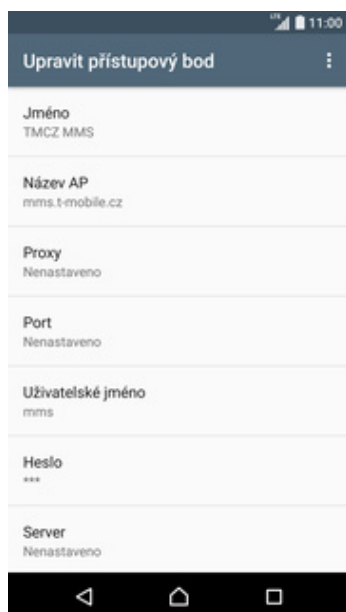 LTE 11:00
Upravit přístupový bod
Jméno
TMCZ MMS
Název AP
mms.t-mobile.cz
Proxy
Nenastaveno
Port
Nenastaveno
Uživatelské jméno
mms
Heslo
***
Server
Nenastaveno